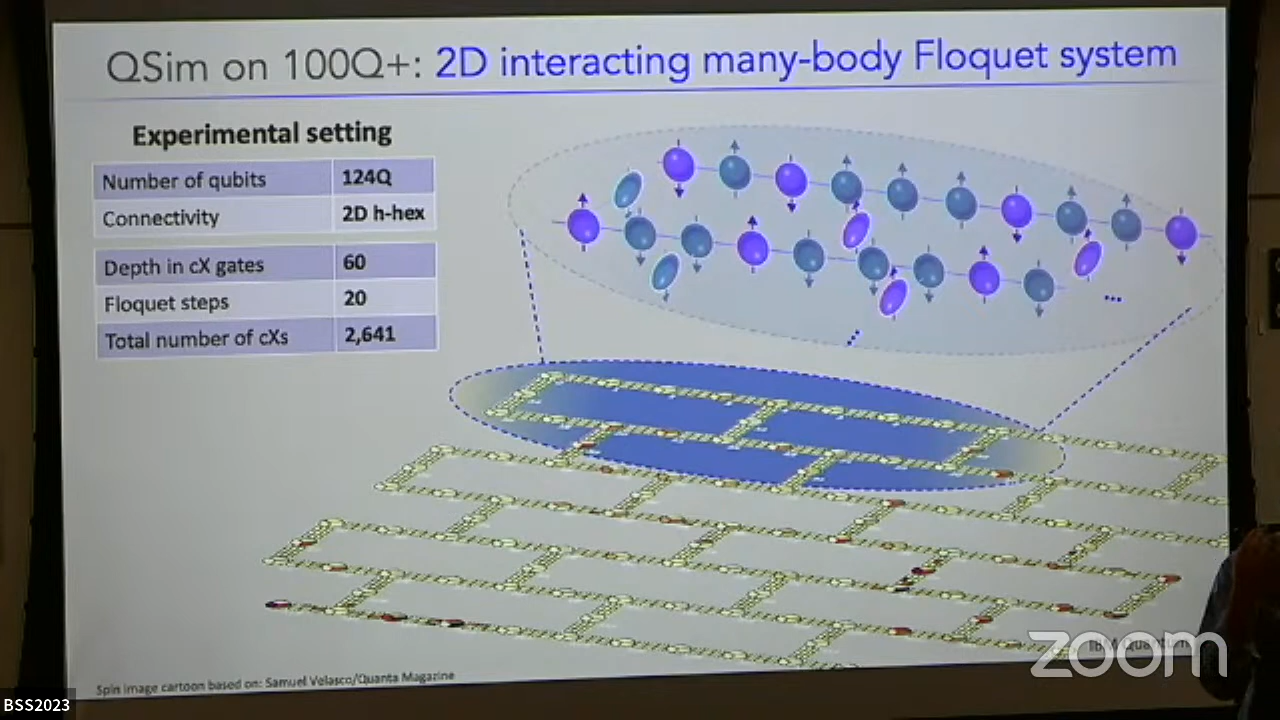 QSim on 100Q+: 2D interacting many-body Floquet system
Experimental setting
Number of qubits 124Q
Connectivity 2D h-hex
Depth in cX gates 60
Floquet steps 20
Total number of cXs 2,641
...
...
IBM Quantum
zoom
Spin image cartoon based on: Samuel Velasco/Quanta Magazine
BSS2023